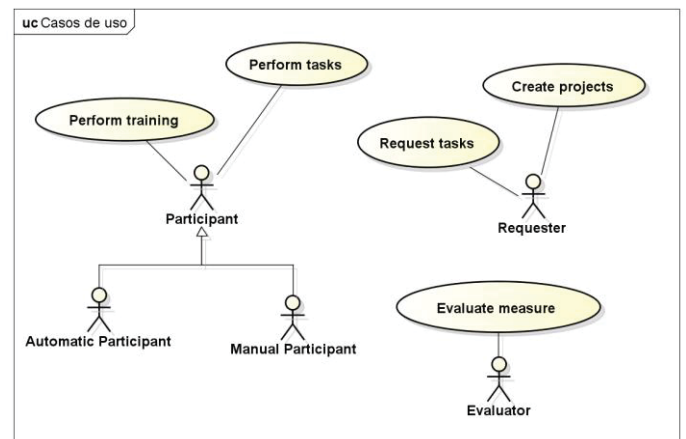 uc Casos de uso
Perform tasks
Create projects
Perform training
Request tasks
Participant
Requester
Evaluate measure
Automatic Participant
Manual Participant
Evaluator